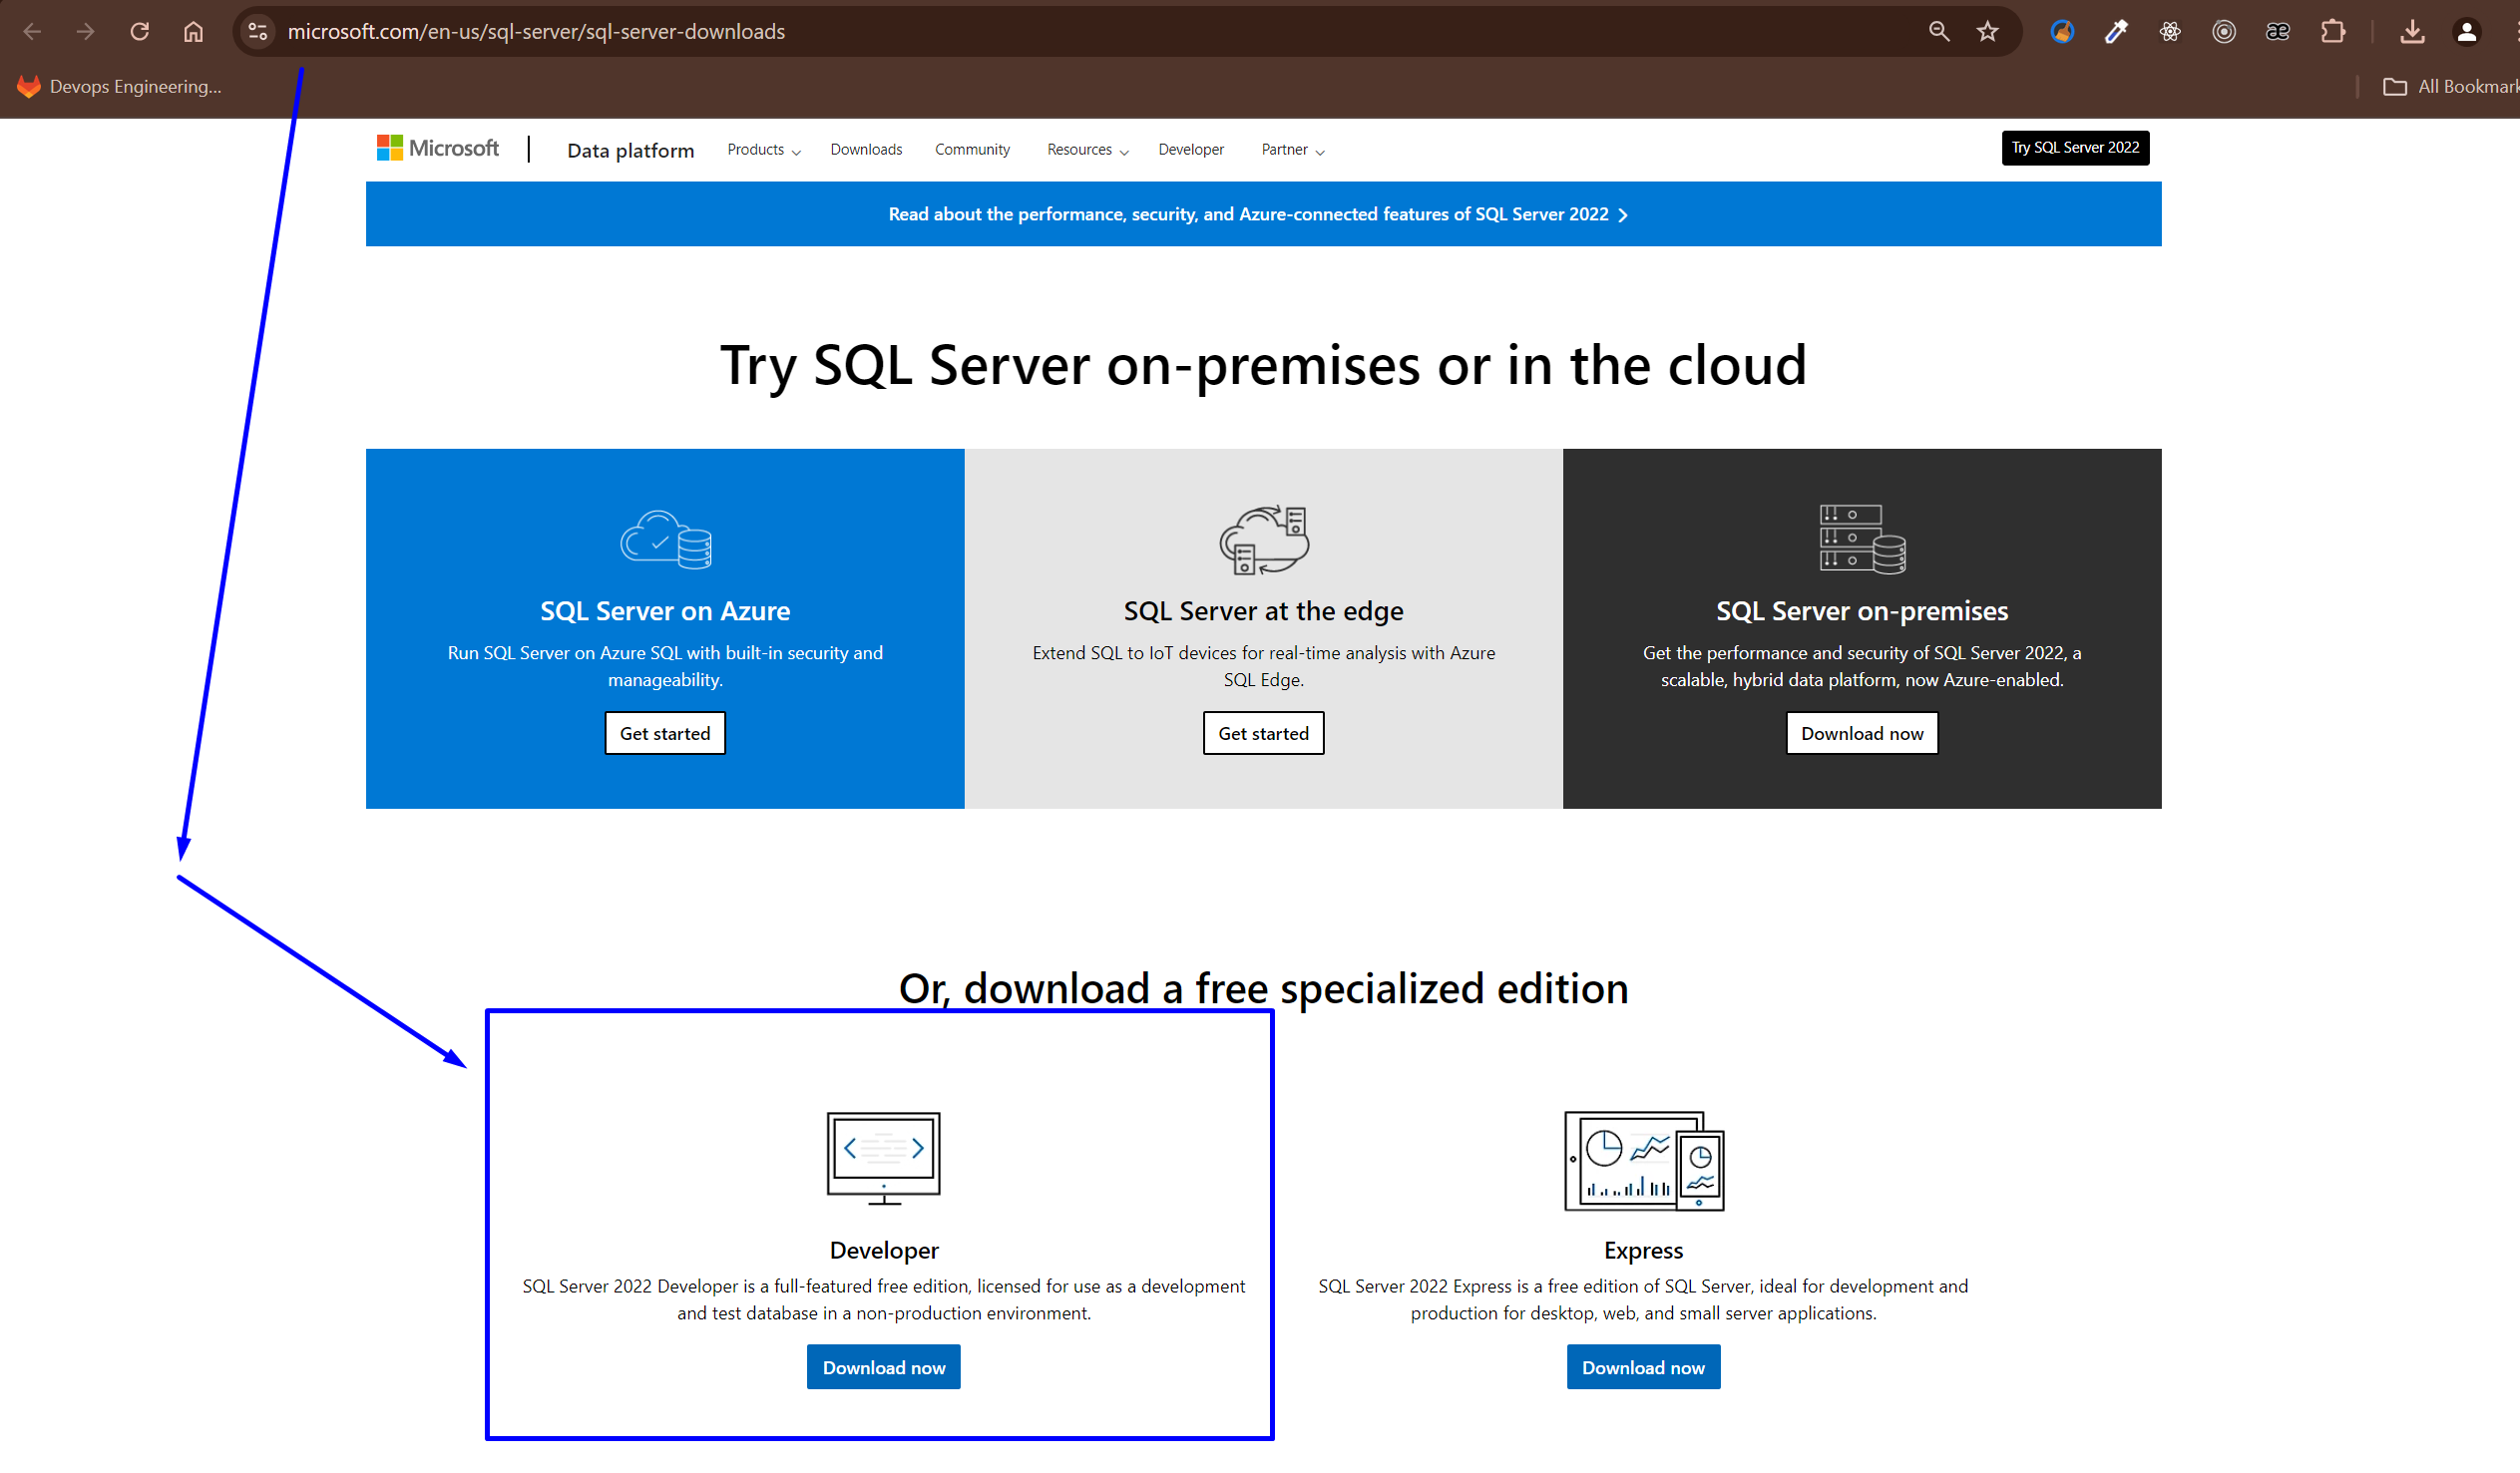 microsoft.com/en-us/sql-server/sql-server-downloads
æ
Devops Engineering...
All Bookmark
Microsoft
Data platform
Products
Downloads
Community
Resources
Developer
Partner
Try SQL Server 2022
Read about the performance, security, and Azure-connected features of SQL Server 2022
Try SQL Server on-premises or in the cloud
SQL Server on Azure
Run SQL Server on Azure SQL with built-in security and
manageability.
Get started
SQL Server at the edge
Extend SQL to IoT devices for real-time analysis with Azure
SQL Edge.
Get started
SQL Server on-premises
Get the performance and security of SQL Server 2022, a
scalable, hybrid data platform, now Azure-enabled.
Download now
Or, download a free specialized edition
Developer
SQL Server 2022 Developer is a full-featured free edition, licensed for use as a development
and test database in a non-production environment.
Download now
Express
SQL Server 2022 Express is a free edition of SQL Server, ideal for development and
production for desktop, web, and small server applications.
Download now